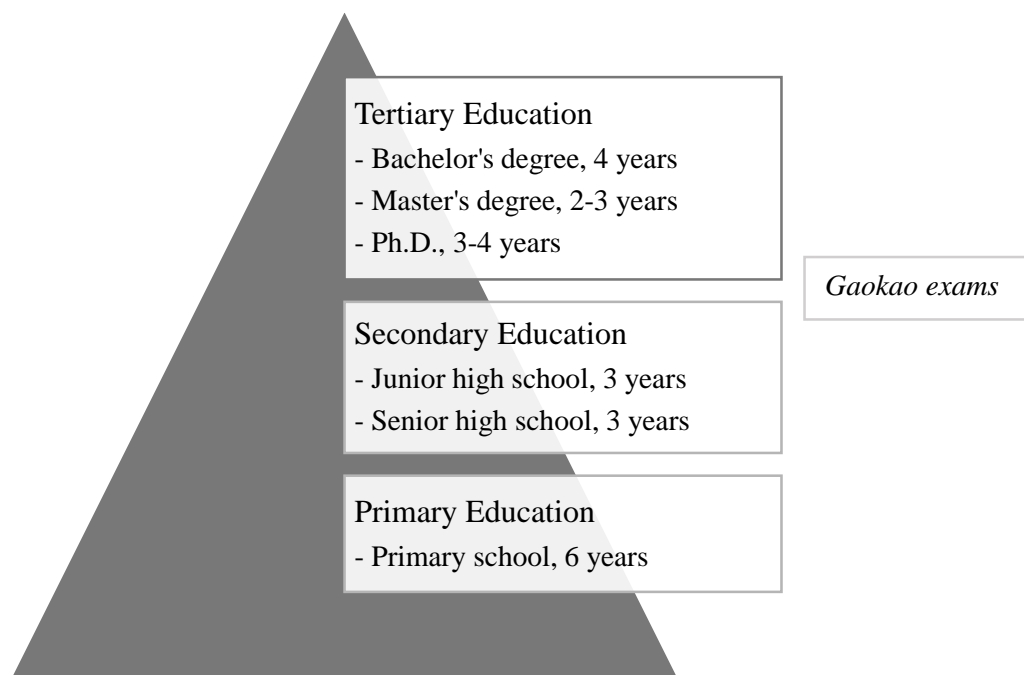 Tertiary Education
- Bachelor's degree, 4 years
- Master's degree, 2-3 years
- Ph.D., 3-4 years
Gaokao exams
Secondary Education
- Junior high school, 3 years
- Senior high school, 3 years
Primary Education
- Primary school, 6 years